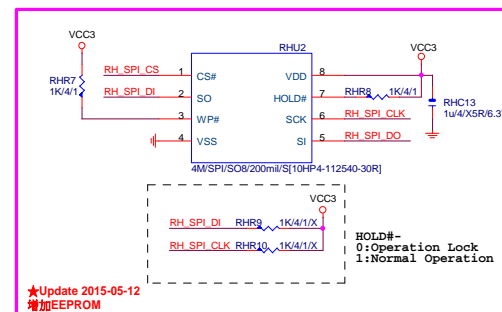 VCC3
RHU2
VCC3
RH_SPI_CS
1
CS#
VDD
8
RHR7
1K/4/1
RH_SPI_DI
2
SO
HOLD#
7
RHR8
1K/4/1
RHC13
1u/4/X5R/6.3
3
WP#
SCK
6
RH_SPI_CLK
4
VSS
SI
5
RH_SPI_DO
4M/SPI/SO8/200mil/S[10HP4-112540-30R]
VCC3
RH_SPI_DI
RHR9
1K/4/1/X
RH_SPI_CLK
RHR10
1K/4/1/X
HOLD#-
0:Operation Lock
1:Normal Operation
★Update 2015-05-12
增加EEPROM